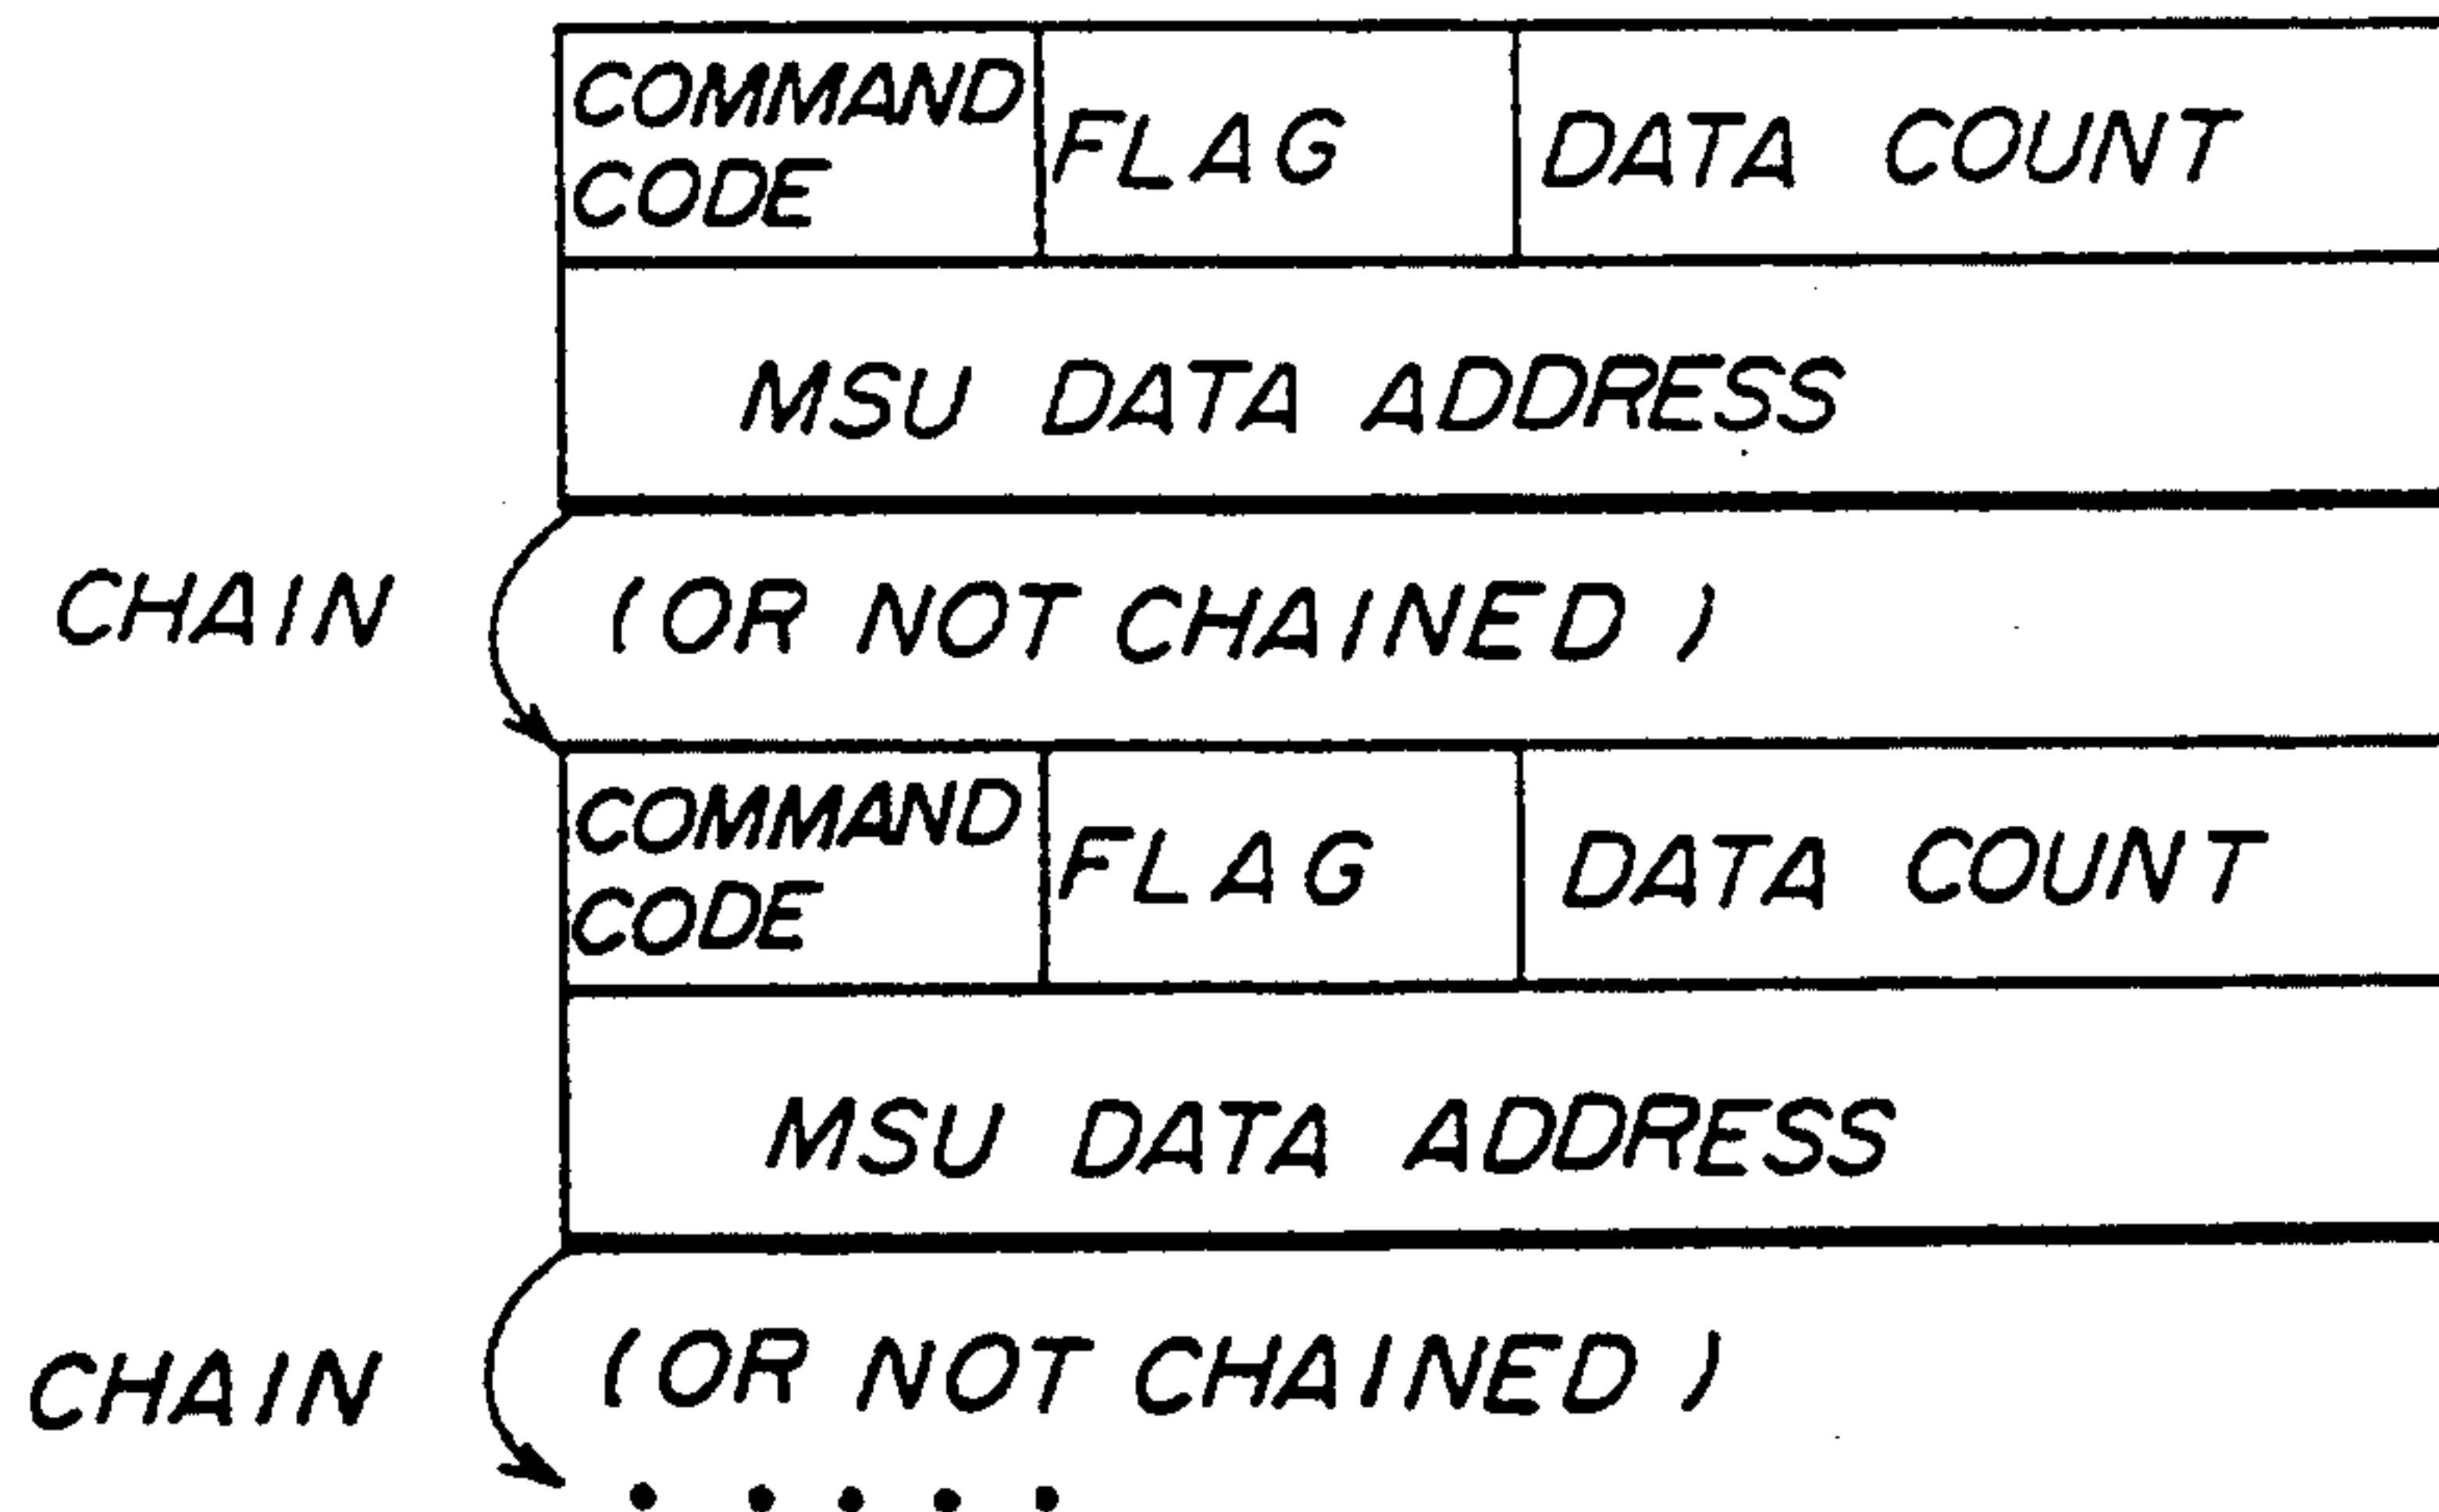 COMMAND CODE FLAG DATA COUNT
MSU DATA ADDRESS
CHAIN (OR NOT CHAINED)
COMMAND CODE FLAG DATA COUNT
MSU DATA ADDRESS
CHAIN (OR NOT CHAINED)
. . . . .